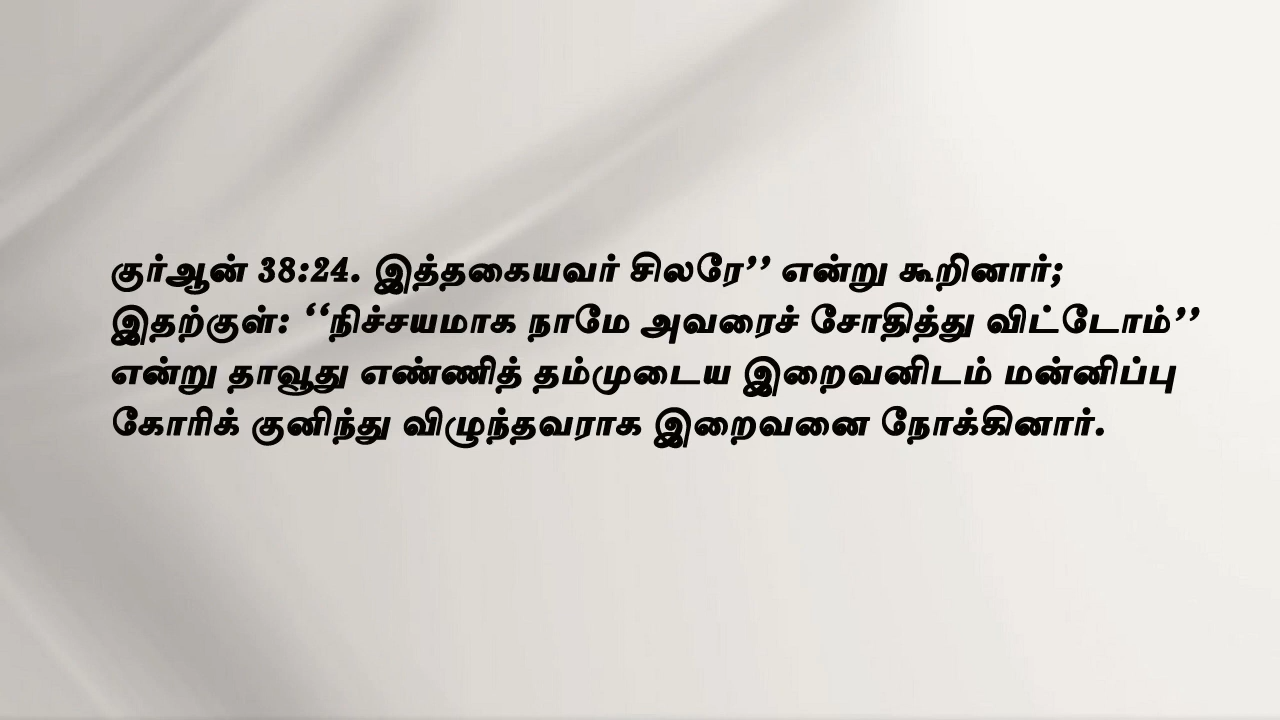 குர்ஆன் 38:24. இத்தகையவர் சிலரே’’ என்று கூறினார்;
இதற்குள்: ‘‘நிச்சயமாக நாமே அவரைச் சோதித்து விட்டோம்’’
என்று தாவூது எண்ணித் தம்முடைய இறைவனிடம் மன்னிப்பு
கோரிக் குனிந்து விழுந்தவராக இறைவனை நோக்கினார்.